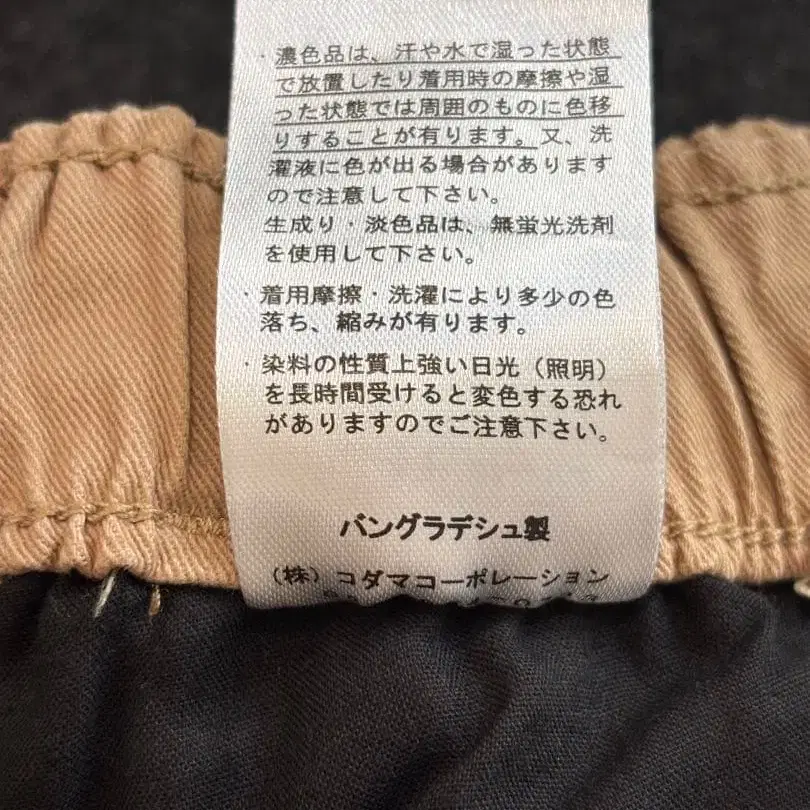 ・濃色品は、汗や水で湿った状態
で放置したり着用時の摩擦や湿
った状態では周囲のものに色移
りすることが有ります。又、洗
濯液に色が出る場合があります
ので注意して下さい。
生成り・淡色品は、無蛍光洗剤
を使用して下さい。
・着用摩擦・洗濯により多少の色
落ち、縮みが有ります。
・染料の性質上強い日光（照明）
を長時間受けると変色する恐れ
がありますのでご注意下さい。
バングラデシュ製
（株）コダマコーポレーション